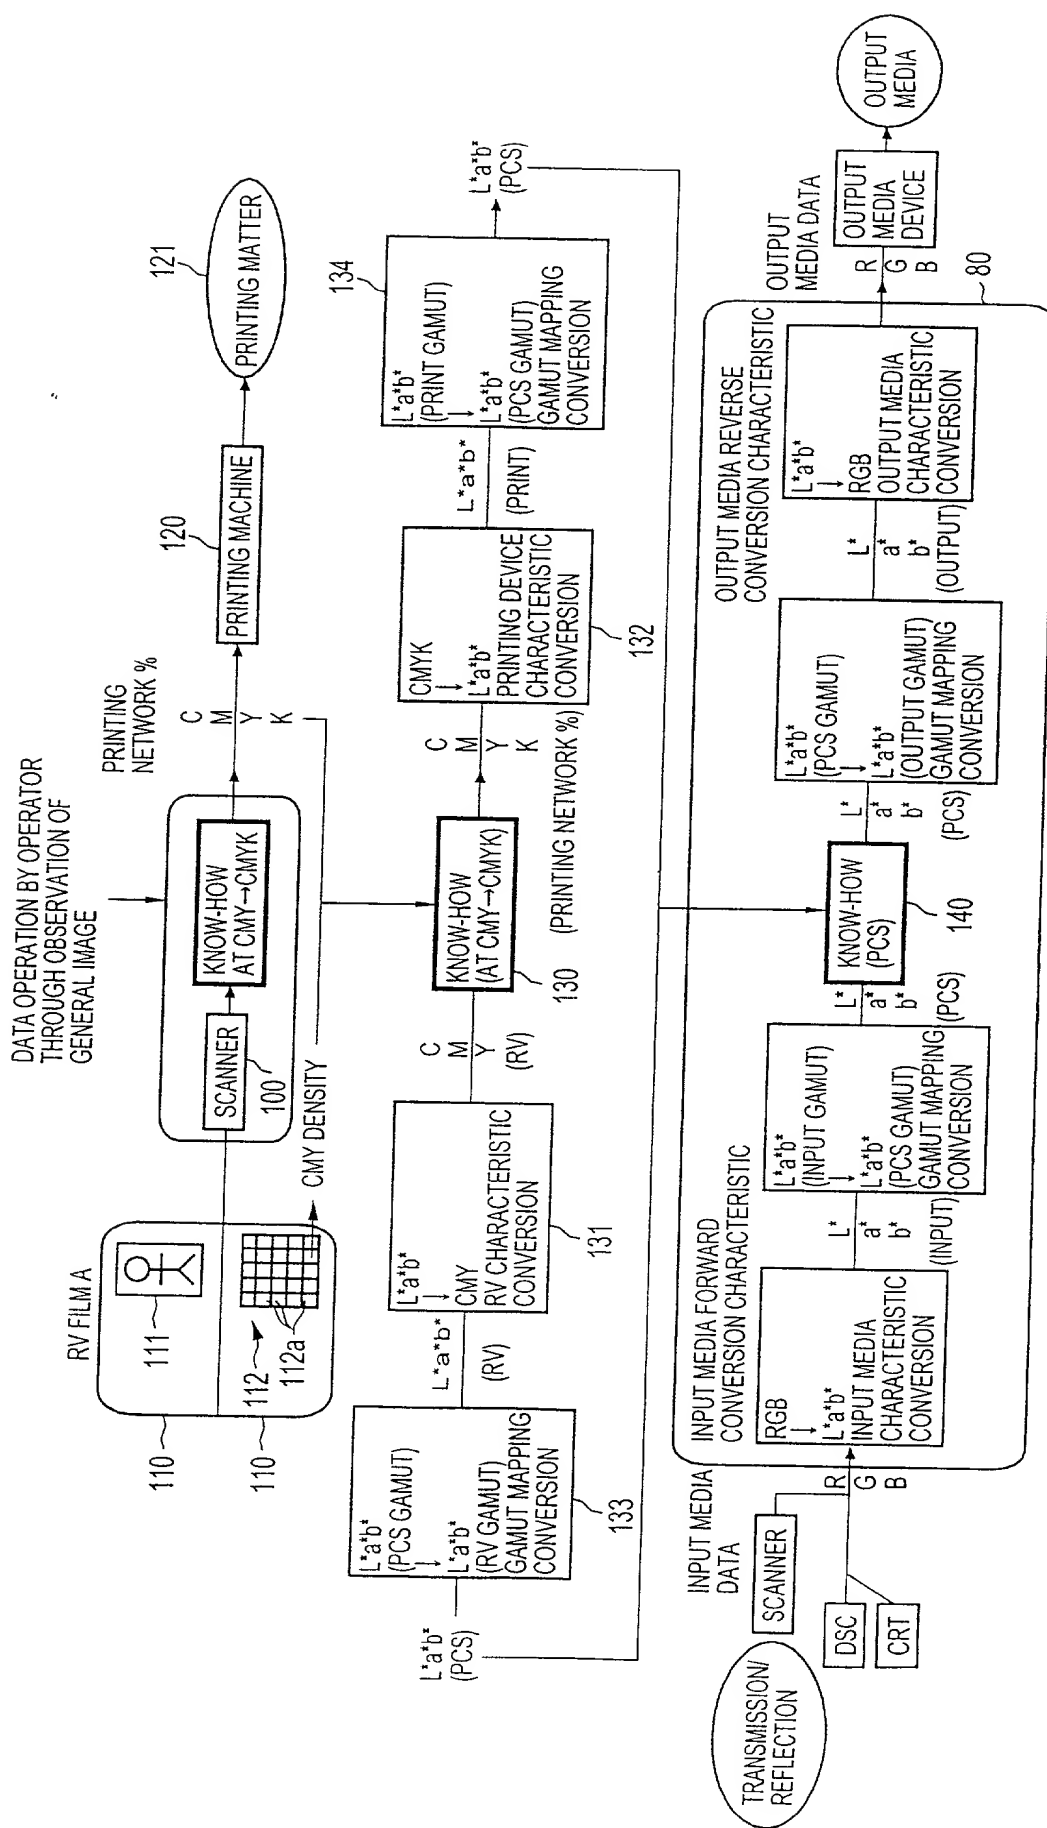 DATA OPERATION BY OPERATOR
THROUGH OBSERVATION OF
GENERAL IMAGE
RV FILM A
110
111
112
112a
110
CMY DENSITY
SCANNER
100
KNOW-HOW
AT CMY→CMYK
PRINTING
NETWORK %
C
M
Y
K
PRINTING MACHINE
120
PRINTING MATTER
121
L*a*b*
(PCS)
L*a*b*
(PCS GAMUT)
↓
L*a*b*
(RV GAMUT)
GAMUT MAPPING
CONVERSION
133
L*a*b*
(RV)
L*a*b*
↓
CMY
RV CHARACTERISTIC
CONVERSION
131
C
M
Y
(RV)
KNOW-HOW
(AT CMY→CMYK)
130
C
M
Y
K
(PRINTING NETWORK %)
CMYK
↓
L*a*b*
PRINTING DEVICE
CHARACTERISTIC
CONVERSION
132
L*a*b*
(PRINT)
L*a*b*
(PRINT GAMUT)
↓
L*a*b*
(PCS GAMUT)
GAMUT MAPPING
CONVERSION
134
L*a*b*
(PCS)
TRANSMISSION/
REFLECTION
INPUT MEDIA
DATA
SCANNER
DSC
CRT
R
G
B
INPUT MEDIA FORWARD
CONVERSION CHARACTERISTIC
RGB
↓
L*a*b*
INPUT MEDIA
CHARACTERISTIC
CONVERSION
L*
a*
b*
(INPUT)
L*a*b*
(INPUT GAMUT)
↓
L*a*b*
(PCS GAMUT)
GAMUT MAPPING
CONVERSION
L*
a*
b*
(PCS)
KNOW-HOW
(PCS)
140
L*
a*
b*
(PCS)
L*a*b*
(PCS GAMUT)
↓
L*a*b*
(OUTPUT GAMUT)
GAMUT MAPPING
CONVERSION
L*
a*
b*
(OUTPUT)
OUTPUT MEDIA REVERSE
CONVERSION CHARACTERISTIC
L*a*b*
↓
RGB
OUTPUT MEDIA
CHARACTERISTIC
CONVERSION
80
OUTPUT
MEDIA DATA
R
G
B
OUTPUT
MEDIA
DEVICE
OUTPUT
MEDIA